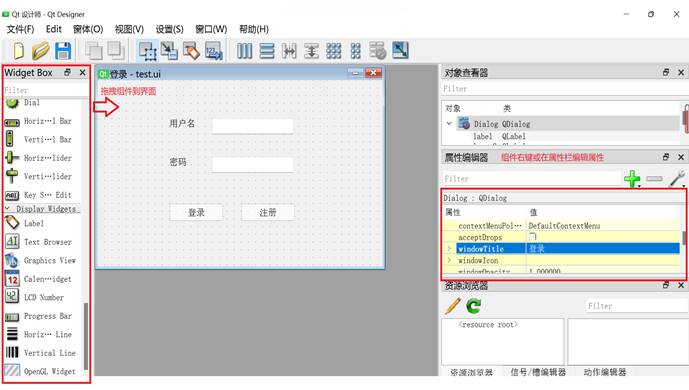 Qt 设计师 - Qt Designer
文件(F) Edit 窗体(O) 视图(V) 设置(S) 窗口(W) 帮助(H)
Widget Box
Filter
Dial
Horiz…l Bar
Verti…l Bar
Horiz…lider
Verti…lider
Key S… Edit
Display Widgets
Label
Text Browser
Graphics View
Calen…idget
LCD Number
Progress Bar
Horiz… Line
Vertical Line
OpenGL Widget
登录 - test.ui
拖拽组件到界面
用户名
密码
登录 注册
对象查看器
Filter
对象 类
Dialog QDialog
label QLabel
属性编辑器 组件右键或在属性栏编辑属性
Filter
Dialog : QDialog
属性 值
contextMenuPol… DefaultContextMenu
acceptDrops
windowTitle 登录
windowIcon
windowOpacity 1.000000
资源浏览器
Filter
<resource root>
资源浏览器 信号/槽编辑器 动作编辑器